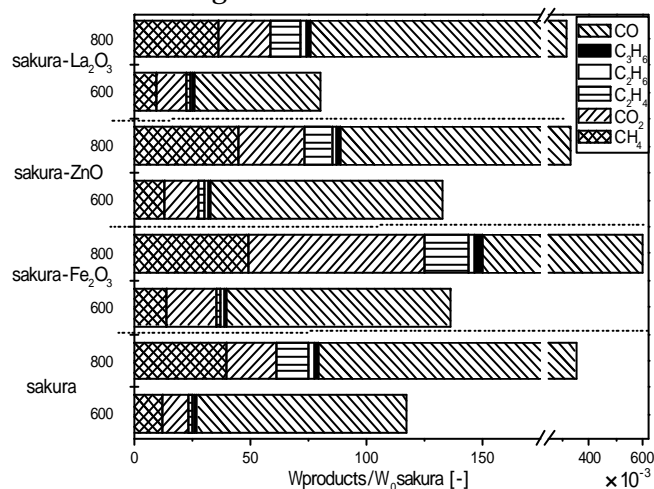 800
sakura-La₂O₃
600
800
sakura-ZnO
600
800
sakura-Fe₂O₃
600
800
sakura
600
CO
C₃H₆
C₂H₆
C₂H₄
CO₂
CH₄
0 50 100 150 400 600
Wproducts/W₀sakura [-] ×10⁻³